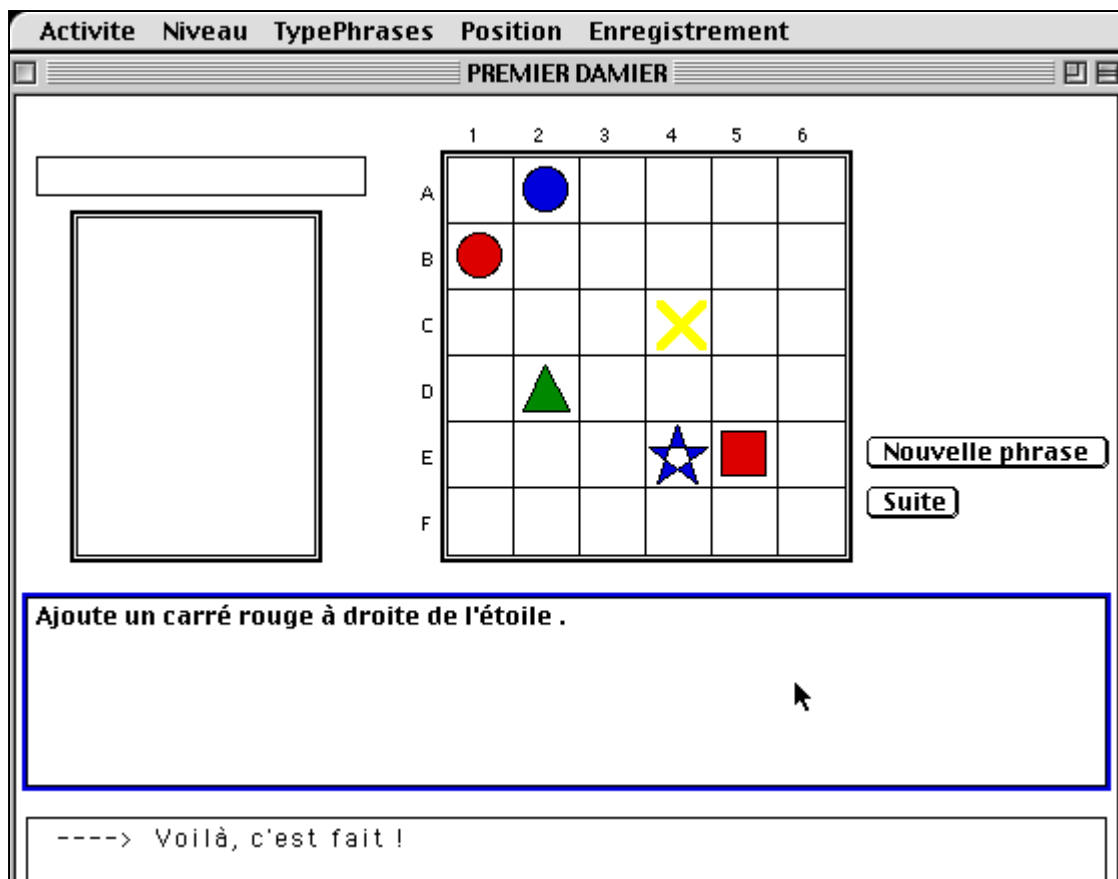 Activite Niveau TypePhrases Position Enregistrement
PREMIER DAMIER
1 2 3 4 5 6
A
B
C
D
E
F
Nouvelle phrase
Suite
Ajoute un carré rouge à droite de l'étoile .
----> Voilà, c'est fait !